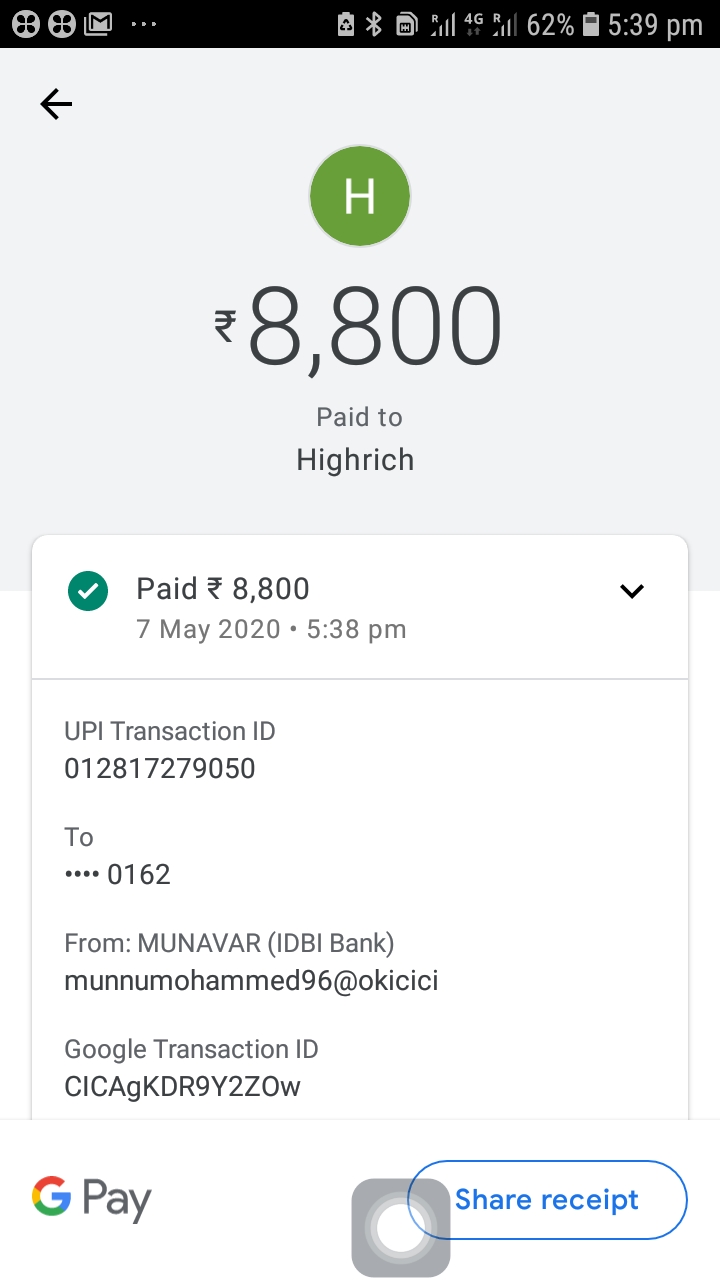 4G 62% 5:39 pm
H
₹8,800
Paid to
Highrich
Paid ₹ 8,800
7 May 2020 • 5:38 pm
UPI Transaction ID
012817279050
To
•••• 0162
From: MUNAVAR (IDBI Bank)
munnumohammed96@okicici
Google Transaction ID
CICAgKDR9Y2ZOw
G Pay
Share receipt